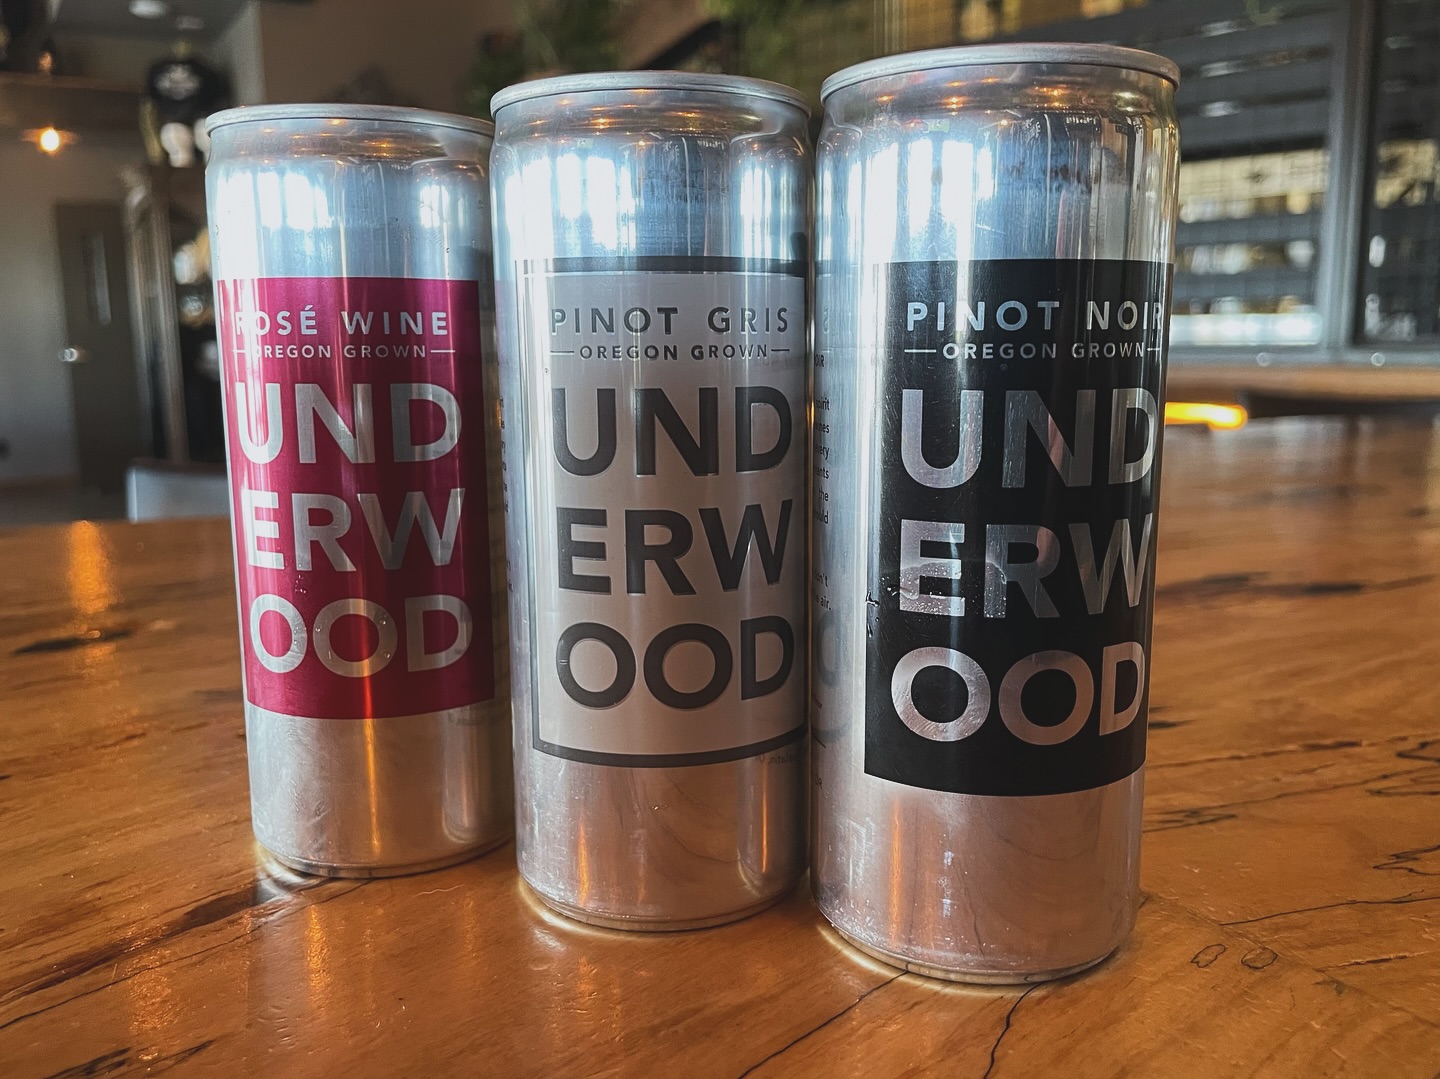 ROSÉ WINE
OREGON GROWN
UND
ERW
OOD
PINOT GRIS
OREGON GROWN
UND
ERW
OOD
PINOT NOIR
OREGON GROWN
UND
ERW
OOD